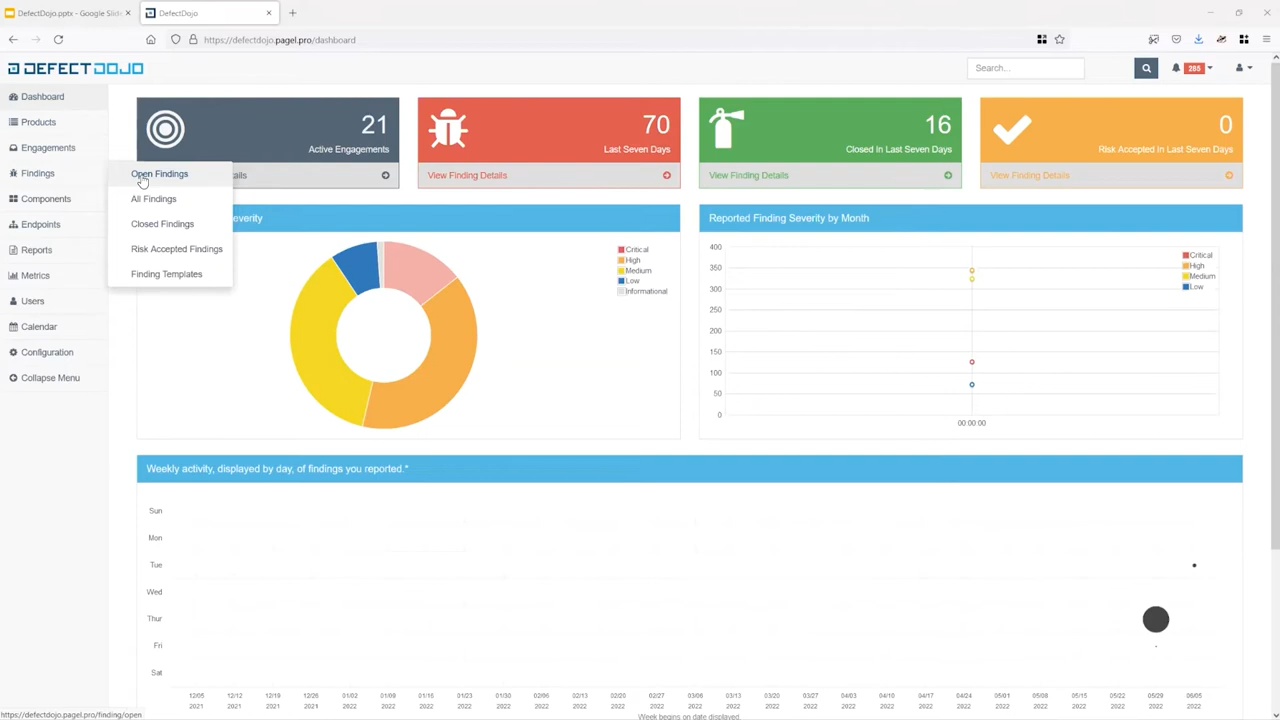 DefectDojo.pptx - Google Slide
DefectDojo
https://defectdojo.pagel.pro/dashboard
DEFECTDOJO
Search...
285
Dashboard
Products
Engagements
Findings
Components
Endpoints
Reports
Metrics
Users
Calendar
Configuration
Collapse Menu
Open Findings
All Findings
Closed Findings
Risk Accepted Findings
Finding Templates
21
Active Engagements
details
70
Last Seven Days
View Finding Details
16
Closed In Last Seven Days
View Finding Details
0
Risk Accepted In Last Seven Days
View Finding Details
everity
Critical
High
Medium
Low
Informational
Reported Finding Severity by Month
400
350
300
250
200
150
100
50
0
00:00:00
Critical
High
Medium
Low
Weekly activity, displayed by day, of findings you reported.*
Sun
Mon
Tue
Wed
Thur
Fri
Sat
12/05 12/12 12/19 12/26 01/02 01/09 01/16 01/23 01/30 02/06 02/13 02/20 02/27 03/06 03/13 03/20 03/27 04/03 04/10 04/17 04/24 05/01 05/08 05/15 05/22 05/29 06/05
2021 2021 2021 2021 2022 2022 2022 2022 2022 2022 2022 2022 2022 2022 2022 2022 2022 2022 2022 2022 2022 2022 2022 2022 2022 2022 2022
Week begins on date displayed.
https://defectdojo.pagel.pro/finding/open